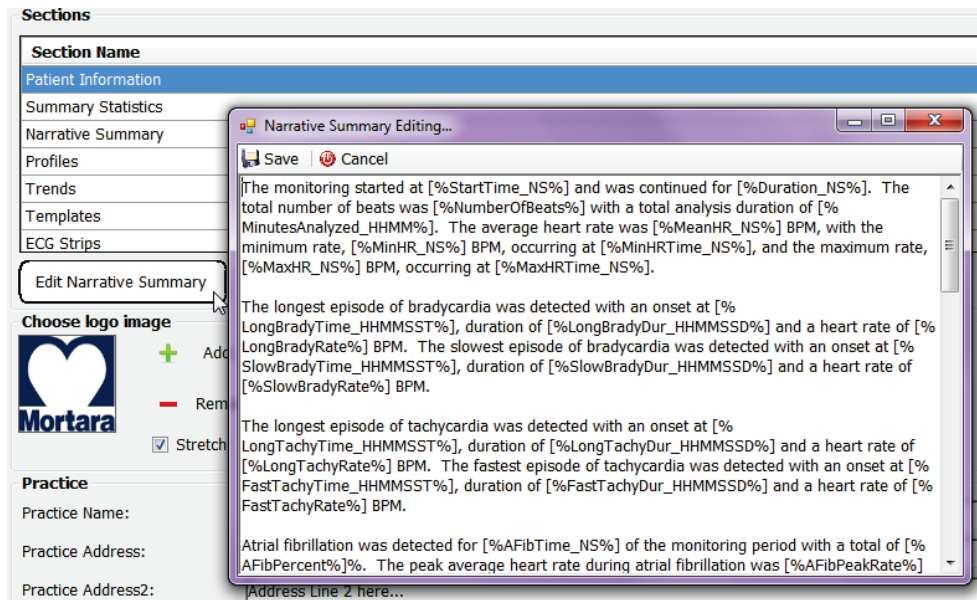 Sections
Section Name
Patient Information
Summary Statistics
Narrative Summary
Profiles
Trends
Templates
ECG Strips
Edit Narrative Summary
Choose logo image
Mortara
Add
Rem
Stretch
Practice
Practice Name:
Practice Address:
Practice Address2:
Address Line 2 here...
Narrative Summary Editing...
Save
Cancel
The monitoring started at [%StartTime_NS%] and was continued for [%Duration_NS%].  The
total number of beats was [%NumberOfBeats%] with a total analysis duration of [%
MinutesAnalyzed_HHMM%].  The average heart rate was [%MeanHR_NS%] BPM, with the
minimum rate, [%MinHR_NS%] BPM, occurring at [%MinHRTime_NS%], and the maximum rate,
[%MaxHR_NS%] BPM, occurring at [%MaxHRTime_NS%].
The longest episode of bradycardia was detected with an onset at [%
LongBradyTime_HHMMSST%], duration of [%LongBradyDur_HHMMSSD%] and a heart rate of [%
LongBradyRate%] BPM.  The slowest episode of bradycardia was detected with an onset at [%
SlowBradyTime_HHMMSST%], duration of [%SlowBradyDur_HHMMSSD%] and a heart rate of
[%SlowBradyRate%] BPM.
The longest episode of tachycardia was detected with an onset at [%
LongTachyTime_HHMMSST%], duration of [%LongTachyDur_HHMMSSD%] and a heart rate of
[%LongTachyRate%] BPM.  The fastest episode of tachycardia was detected with an onset at [%
FastTachyTime_HHMMSST%], duration of [%FastTachyDur_HHMMSSD%] and a heart rate of [%
FastTachyRate%] BPM.
Atrial fibrillation was detected for [%AFibTime_NS%] of the monitoring period with a total of [%
AFibPercent%]%.  The peak average heart rate during atrial fibrillation was [%AFibPeakRate%]